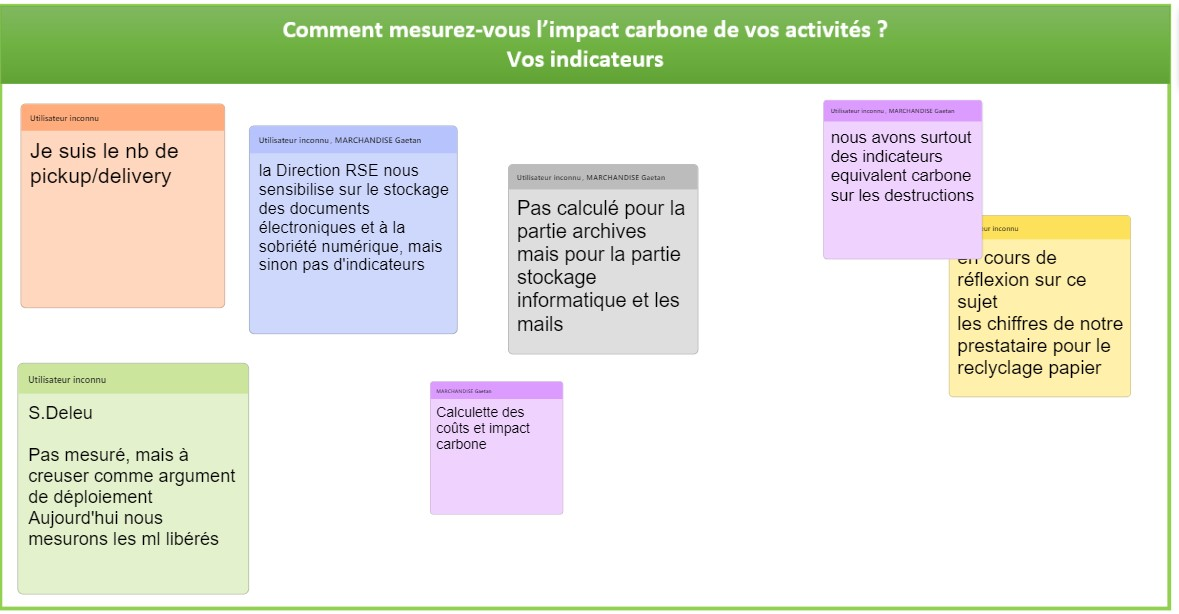 Comment mesurez-vous l’impact carbone de vos activités ?
Vos indicateurs
Utilisateur inconnu
Je suis le nb de
pickup/delivery
Utilisateur inconnu, MARCHANDISE Gaetan
la Direction RSE nous
sensibilise sur le stockage
des documents
électroniques et à la
sobriété numérique, mais
sinon pas d'indicateurs
Utilisateur inconnu, MARCHANDISE Gaetan
Pas calculé pour la
partie archives
mais pour la partie
stockage
informatique et les
mails
Utilisateur inconnu, MARCHANDISE Gaetan
nous avons surtout
des indicateurs
equivalent carbone
sur les destructions
inconnu
en cours de
réflexion sur ce
sujet
les chiffres de notre
prestataire pour le
reclyclage papier
Utilisateur inconnu
S.Deleu
Pas mesuré, mais à
creuser comme argument
de déploiement
Aujourd'hui nous
mesurons les ml libérés
MARCHANDISE Gaetan
Calculette des
coûts et impact
carbone